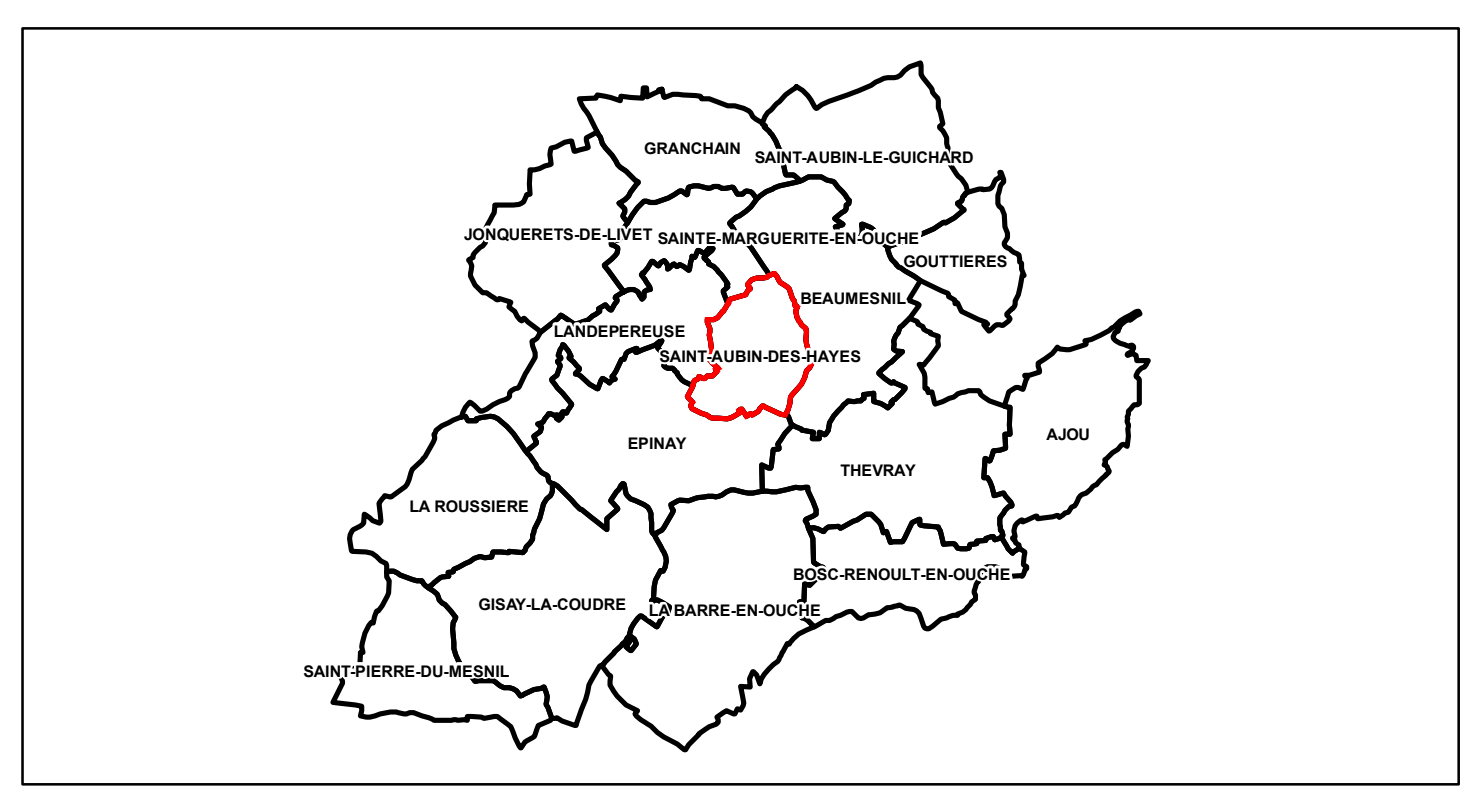 GRANCHAIN
SAINT-AUBIN-LE-GUICHARD
JONQUERETS-DE-LIVET
SAINTE-MARGUERITE-EN-OUCHE
GOUTTIERES
BEAUMESNIL
LANDEPEREUSE
SAINT-AUBIN-DES-HAYES
AJOU
EPINAY
THEVRAY
LA ROUSSIERE
BOSC-RENOULT-EN-OUCHE
GISAY-LA-COUDRE
LA BARRE-EN-OUCHE
SAINT-PIERRE-DU-MESNIL